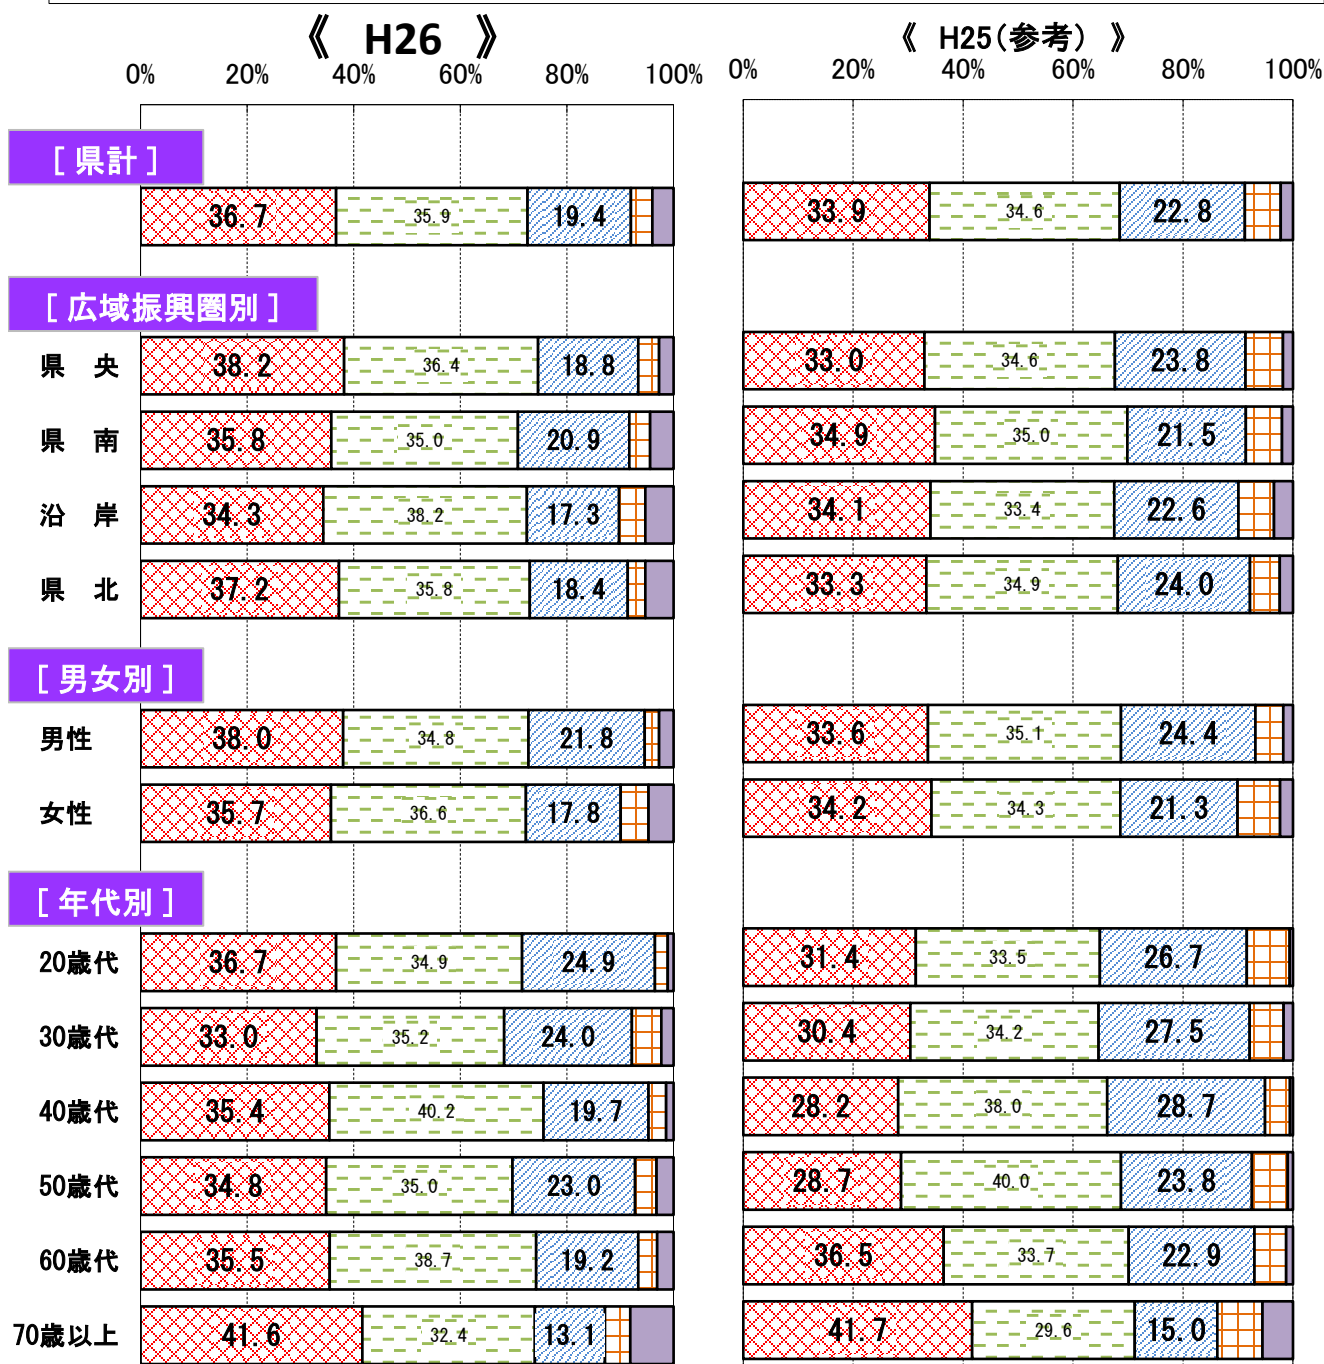 《 H26 》
《 H25(参考) 》
0% 20% 40% 60% 80% 100%
0% 20% 40% 60% 80% 100%
[ 県計 ]
36.7 35.9 19.4
33.9 34.6 22.8
[ 広域振興圏別 ]
県 央 38.2 36.4 18.8
33.0 34.6 23.8
県 南 35.8 35.0 20.9
34.9 35.0 21.5
沿 岸 34.3 38.2 17.3
34.1 33.4 22.6
県 北 37.2 35.8 18.4
33.3 34.9 24.0
[ 男女別 ]
男性 38.0 34.8 21.8
33.6 35.1 24.4
女性 35.7 36.6 17.8
34.2 34.3 21.3
[ 年代別 ]
20歳代 36.7 34.9 24.9
31.4 33.5 26.7
30歳代 33.0 35.2 24.0
30.4 34.2 27.5
40歳代 35.4 40.2 19.7
28.2 38.0 28.7
50歳代 34.8 35.0 23.0
28.7 40.0 23.8
60歳代 35.5 38.7 19.2
36.5 33.7 22.9
70歳以上 41.6 32.4 13.1
41.7 29.6 15.0